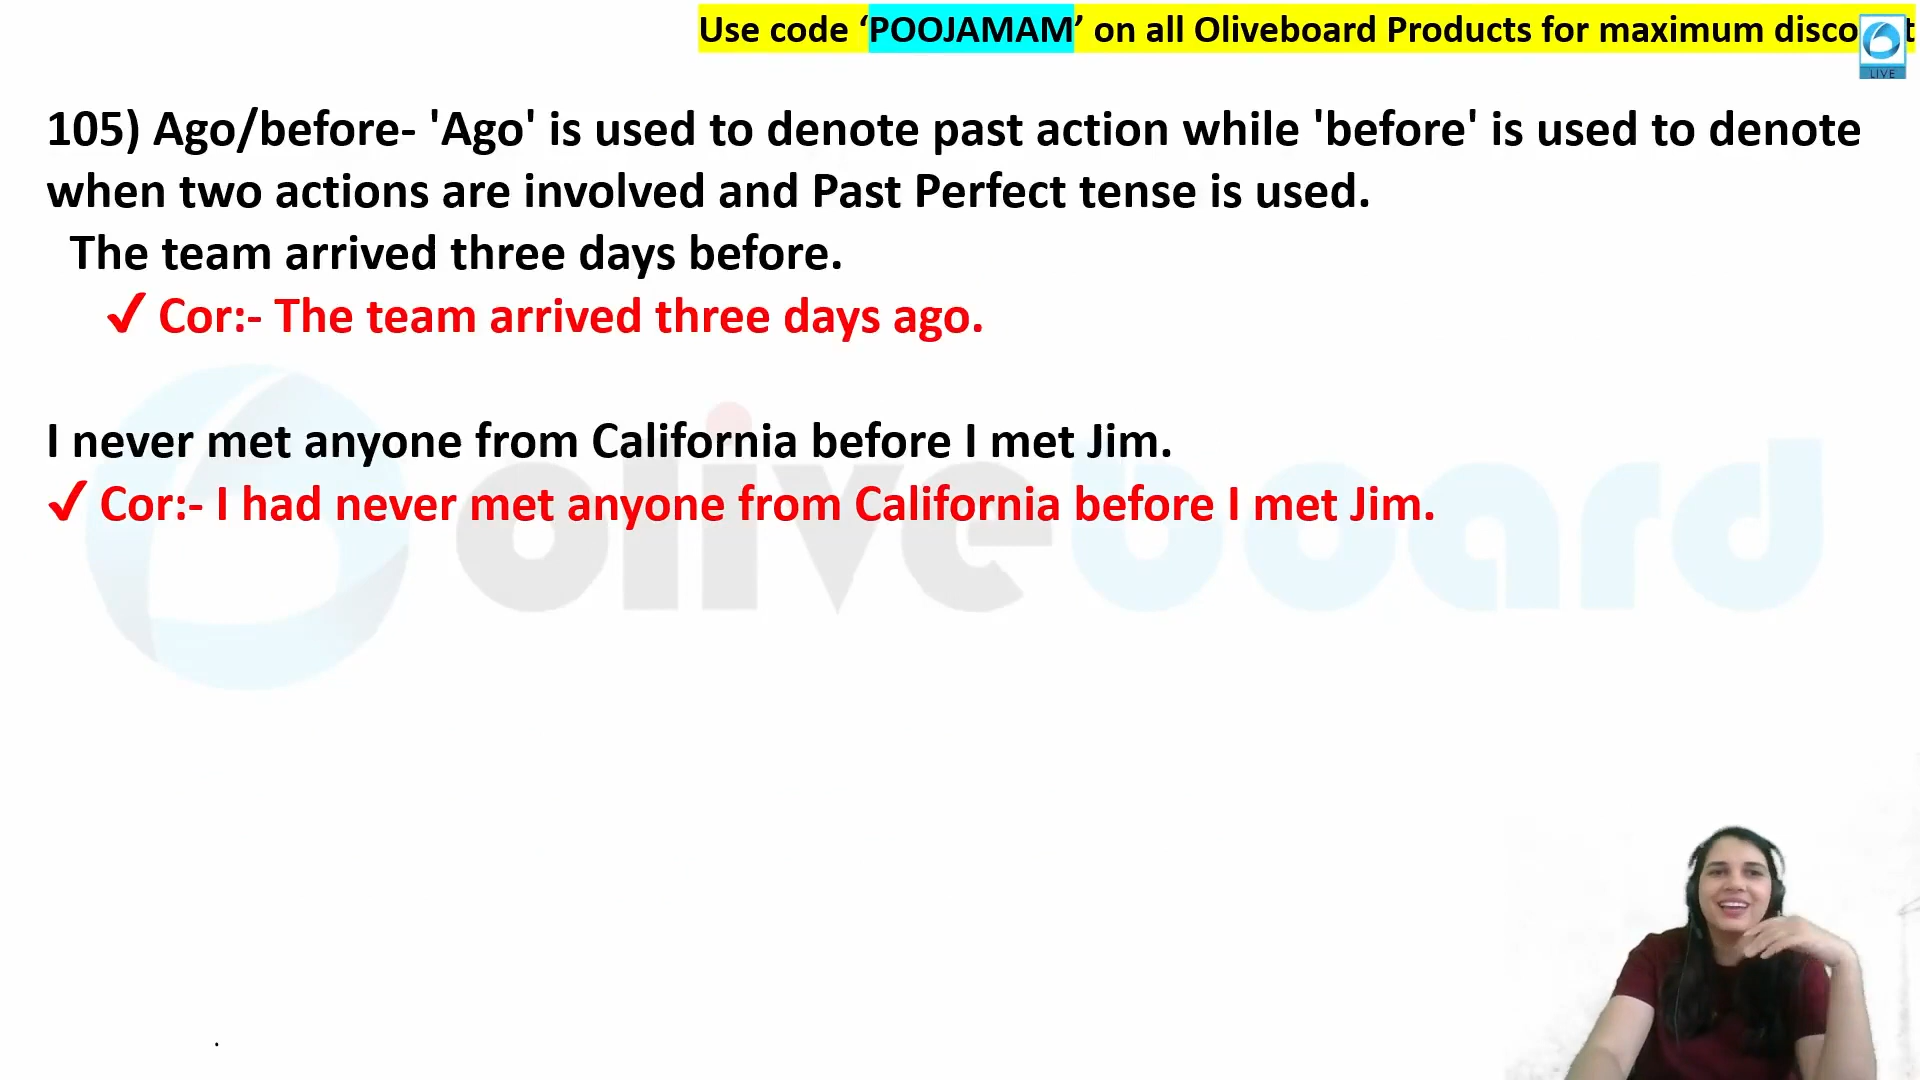 Use code ‘POOJAMAM’ on all Oliveboard Products for maximum
LIVE
105) Ago/before- 'Ago' is used to denote past action while 'before' is used to denote
when two actions are involved and Past Perfect tense is used.
The team arrived three days before.
✓ Cor:- The team arrived three days ago.
I never met anyone from California before I met Jim.
✓ Cor:- I had never met anyone from California before I met Jim.
oliveboard